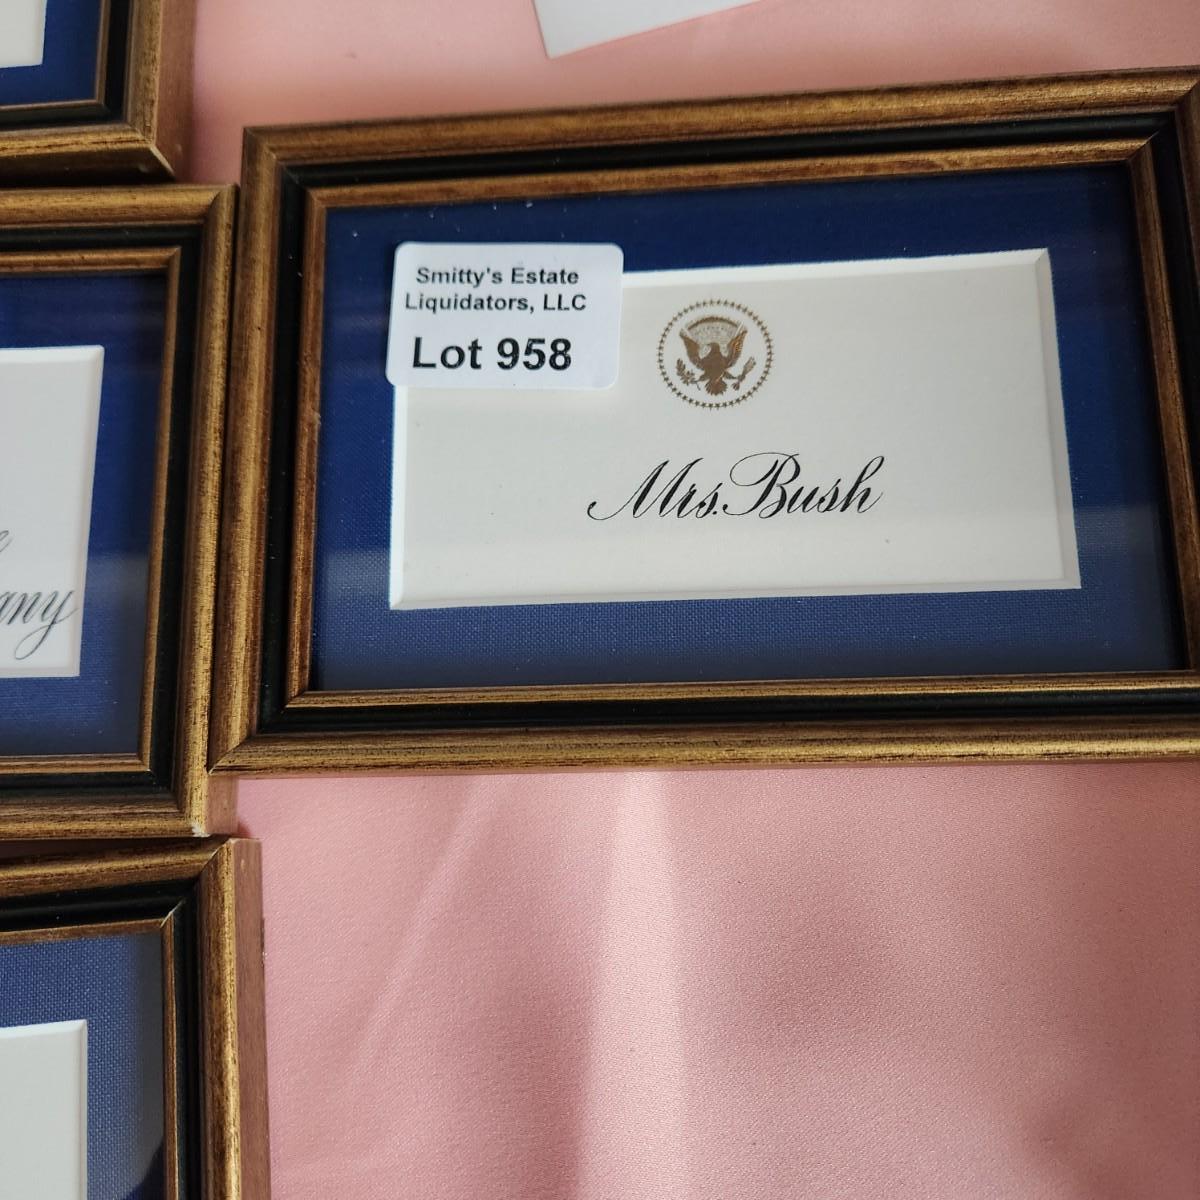 Smitty's Estate
Liquidators, LLC
Lot 958
Mrs. Bush